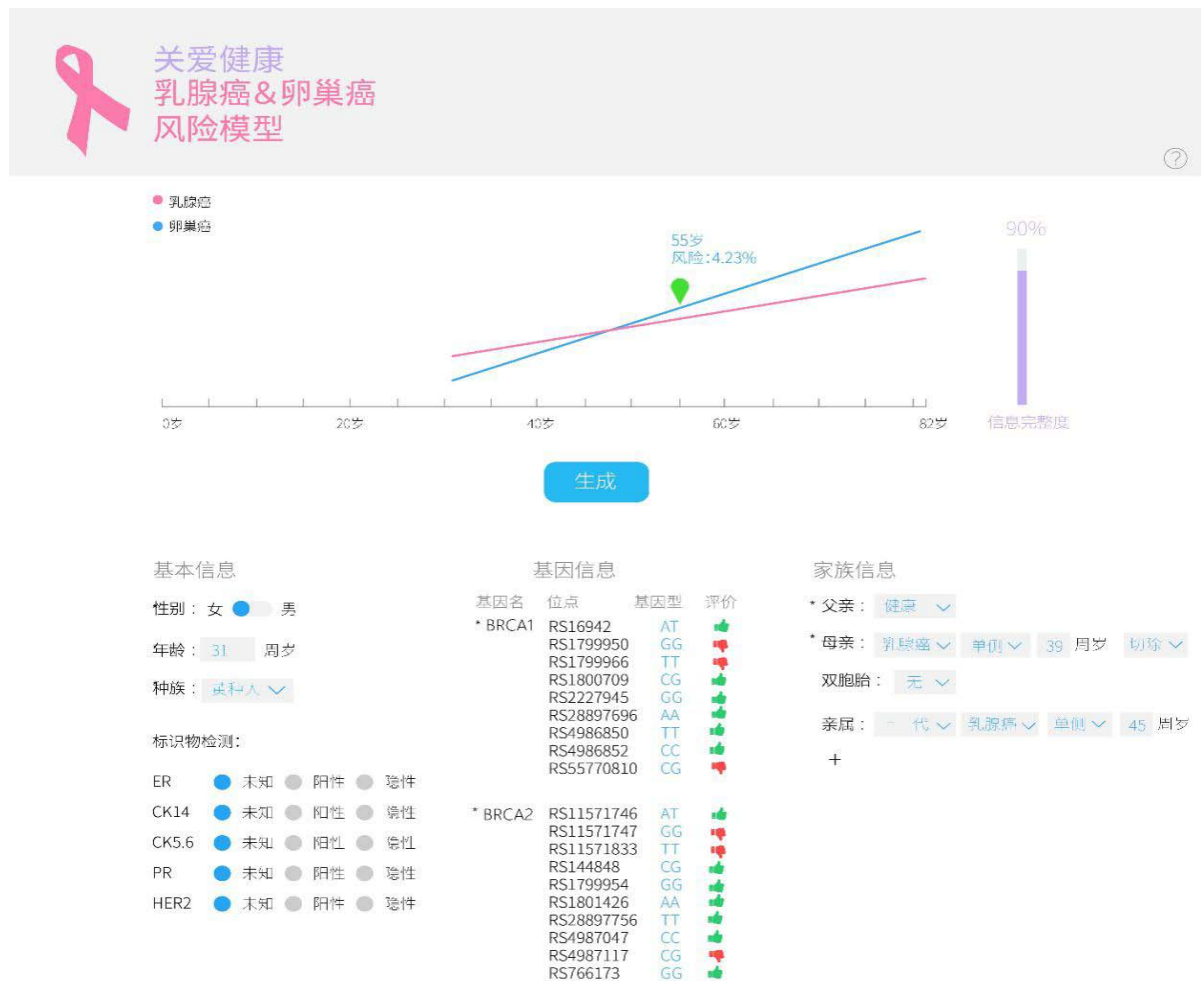 关爱健康
乳腺癌&卵巢癌
风险模型
?
乳腺癌
卵巢癌
55岁
风险:4.23%
90%
0岁 20岁 40岁 60岁 82岁
信息完整度
生成
基本信息
性别: 女 男
年龄: 31 周岁
种族: 黄种人
标识物检测:
ER 未知 阳性 隐性
CK14 未知 阳性 隐性
CK5.6 未知 阳性 隐性
PR 未知 阳性 隐性
HER2 未知 阳性 隐性
基因信息
基因名 位点 基因型 评价
* BRCA1 RS16942 AT
RS1799950 GG
RS1799966 TT
RS1800709 CG
RS2227945 GG
RS28897696 AA
RS4986850 TT
RS4986852 CC
RS55770810 CG
* BRCA2 RS11571746 AT
RS11571747 GG
RS11571833 TT
RS144848 CG
RS1799954 GG
RS1801426 AA
RS28897756 TT
RS4987047 CC
RS4987117 CG
RS766173 GG
家族信息
* 父亲: 健康
* 母亲: 乳腺癌 单侧 39 周岁 切除
双胞胎: 无
亲属: 一代 乳腺癌 单侧 45 周岁
+